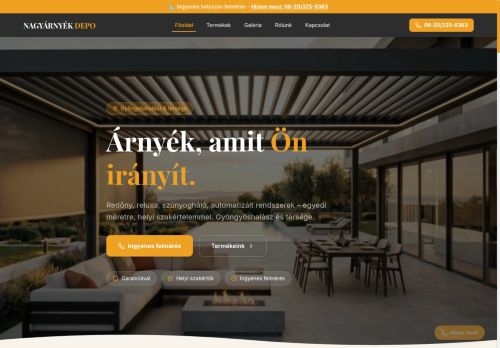 Ingyenes helyszíni felmérés – Hívjon most: 06-20/325-8363
NAGYÁRNYÉK DEPO
Főoldal
Termékek
Galéria
Rólunk
Kapcsolat
06-20/325-8363
Gyöngyöshalász & térsége
Árnyék, amit Ön
irányít.
Redőny, reluxa, szúnyogháló, automatizált rendszerek – egyedi
méretre, helyi szakértelemmel. Gyöngyöshalász és térsége.
Ingyenes felmérés
Termékeink
Garanciával
Helyi szakértők
Ingyenes felmérés
Hívjon most!